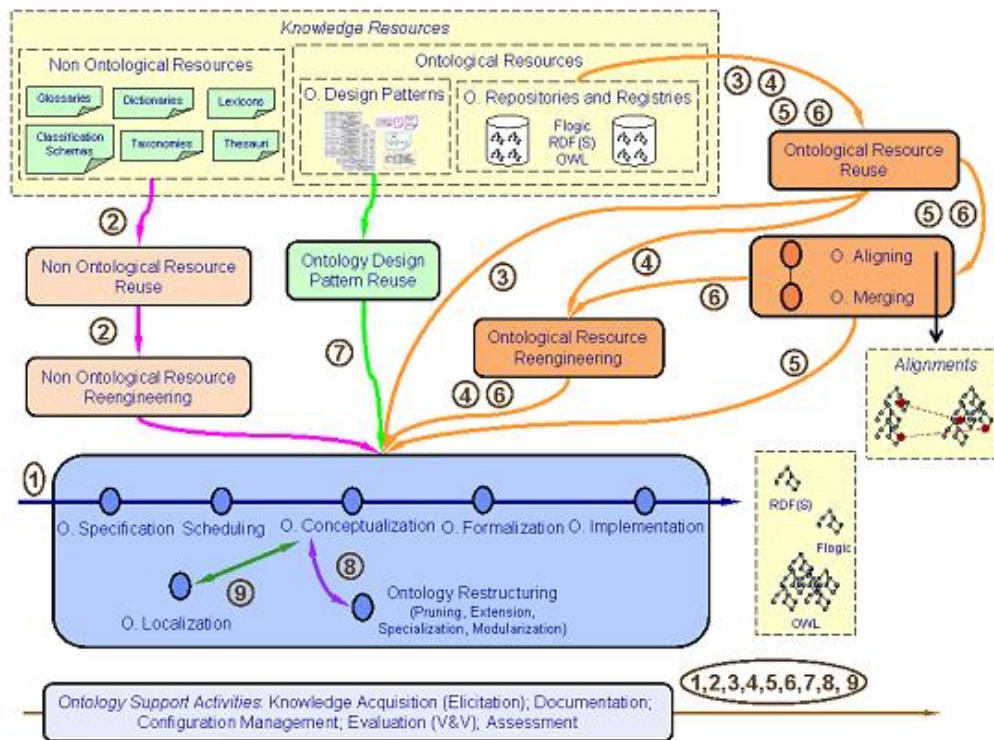 Knowledge Resources
Non Ontological Resources
Glossaries
Dictionaries
Lexicons
Classification
Schemas
Taxonomies
Thesauri
Ontological Resources
O. Design Patterns
O. Repositories and Registries
Flogic
RDF(S)
OWL
3 4
5 6
Ontological Resource
Reuse
5 6
2
Non Ontological Resource
Reuse
2
Non Ontological Resource
Reengineering
Ontology Design
Pattern Reuse
7
3
4
O. Aligning
O. Merging
6
Ontological Resource
Reengineering
4 6
5
Alignments
1
O. Specification
Scheduling
O. Conceptualization
O. Formalization
O. Implementation
9
8
O. Localization
Ontology Restructuring
(Pruning, Extension,
Specialization, Modularization)
RDF(S)
Flogic
OWL
Ontology Support Activities: Knowledge Acquisition (Elicitation); Documentation;
Configuration Management; Evaluation (V&V); Assessment
1,2,3,4,5,6,7,8, 9